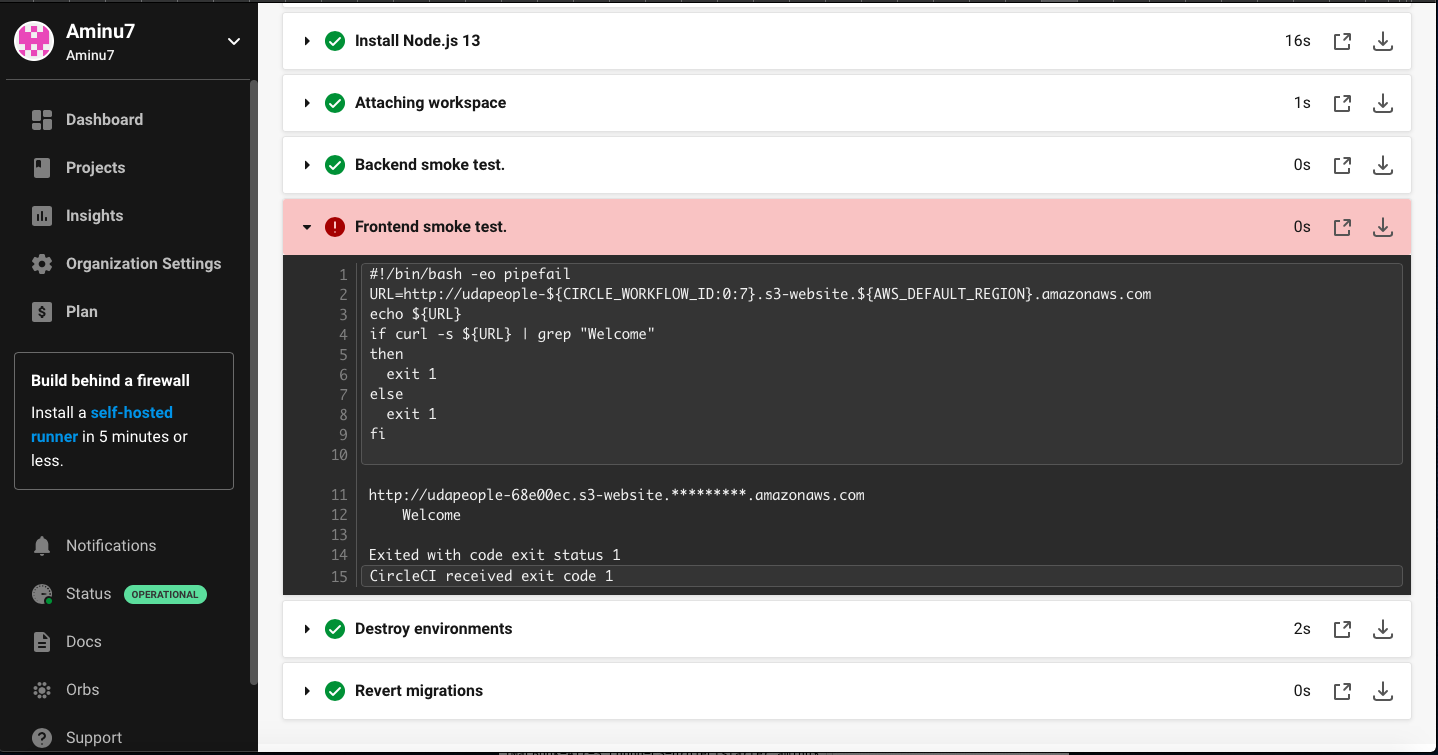 Aminu7
Aminu7
Dashboard
Projects
Insights
Organization Settings
Plan
Build behind a firewall
Install a self-hosted
runner in 5 minutes or
less.
Notifications
Status OPERATIONAL
Docs
Orbs
Support
Install Node.js 13 16s
Attaching workspace 1s
Backend smoke test. 0s
Frontend smoke test. 0s
1 #!/bin/bash -eo pipefail
2 URL=http://udapeople-${CIRCLE_WORKFLOW_ID:0:7}.s3-website.${AWS_DEFAULT_REGION}.amazonaws.com
3 echo ${URL}
4 if curl -s ${URL} | grep "Welcome"
5 then
6 exit 1
7 else
8 exit 1
9 fi
10
11 http://udapeople-68e00ec.s3-website.*********.amazonaws.com
12 Welcome
13
14 Exited with code exit status 1
15 CircleCI received exit code 1
Destroy environments 2s
Revert migrations 0s